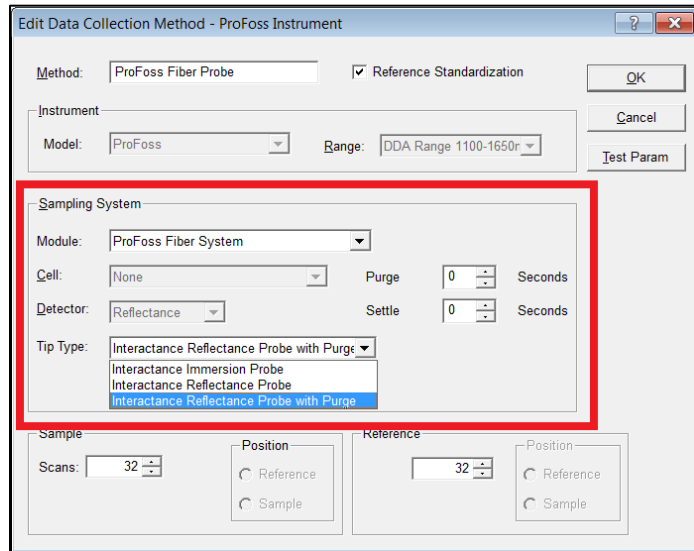 Edit Data Collection Method - ProFoss Instrument
Method: ProFoss Fiber Probe Reference Standardization
OK
Instrument
Cancel
Model: ProFoss Range: DDA Range 1100-1650r
Test Param
Sampling System
Module: ProFoss Fiber System
Cell: None Purge 0 Seconds
Detector: Reflectance Settle 0 Seconds
Tip Type: Interactance Reflectance Probe with Purge
Interactance Immersion Probe
Interactance Reflectance Probe
Interactance Reflectance Probe with Purge
Sample Reference
Position Position
Scans: 32 Reference 32 Reference
Sample Sample